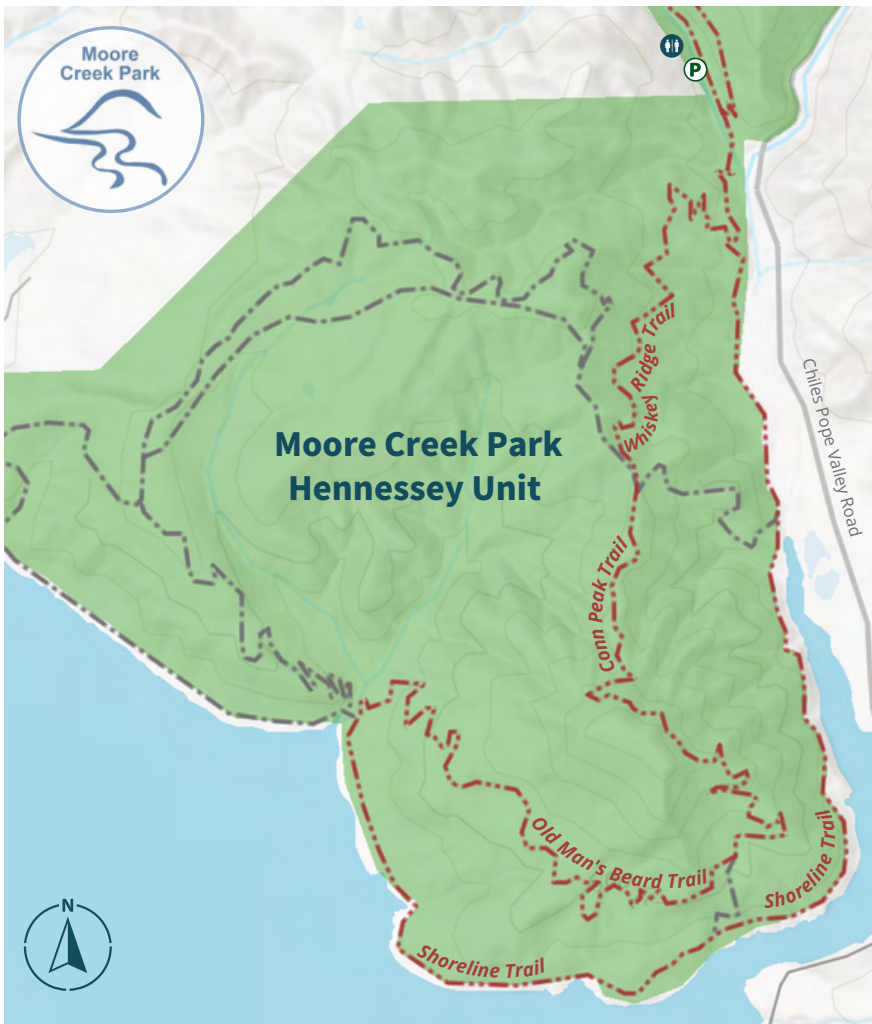 Moore
Creek Park
P
Whiskey Ridge Trail
Chiles Pope Valley Road
Moore Creek Park
Hennessey Unit
Conn Peak Trail
Old Man's Beard Trail
Shoreline Trail
Shoreline Trail
N